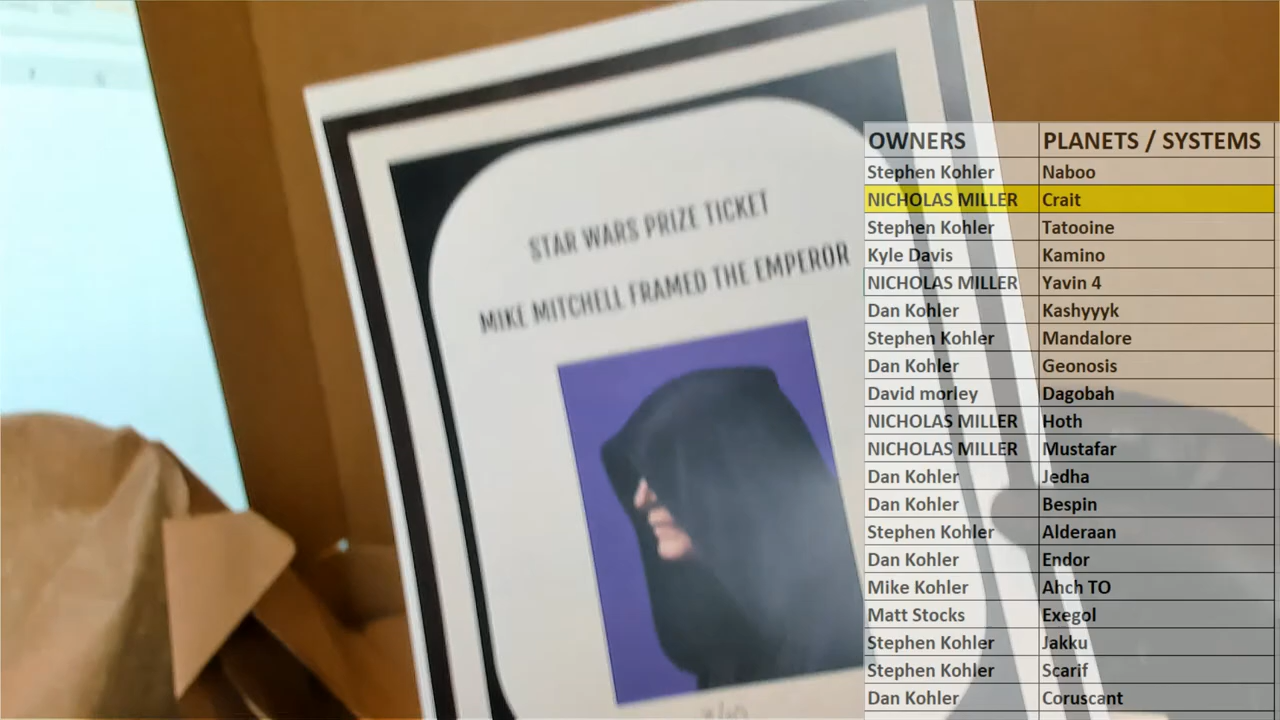 STAR WARS PRIZE TICKET
MIKE MITCHELL FRAMED THE EMPEROR
OWNERS PLANETS / SYSTEMS
Stephen Kohler Naboo
NICHOLAS MILLER Crait
Stephen Kohler Tatooine
Kyle Davis Kamino
NICHOLAS MILLER Yavin 4
Dan Kohler Kashyyyk
Stephen Kohler Mandalore
Dan Kohler Geonosis
David morley Dagobah
NICHOLAS MILLER Hoth
NICHOLAS MILLER Mustafar
Dan Kohler Jedha
Dan Kohler Bespin
Stephen Kohler Alderaan
Dan Kohler Endor
Mike Kohler Ahch TO
Matt Stocks Exegol
Stephen Kohler Jakku
Stephen Kohler Scarif
Dan Kohler Coruscant